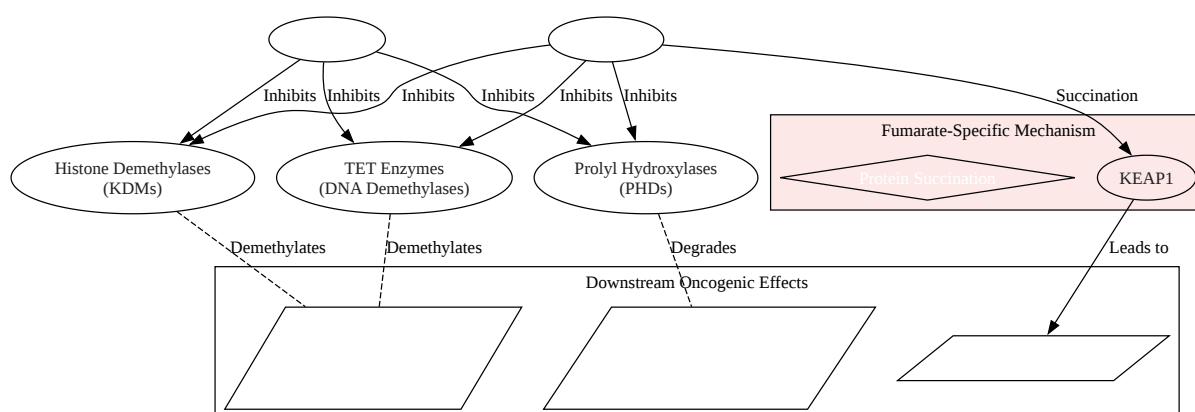 Inhibits
Inhibits
Inhibits
Inhibits
Inhibits
Inhibits
Succination
Fumarate-Specific Mechanism
Histone Demethylases
(KDMs)
TET Enzymes
(DNA Demethylases)
Prolyl Hydroxylases
(PHDs)
Protein Succination
KEAP1
Demethylates
Demethylates
Degrades
Leads to
Downstream Oncogenic Effects